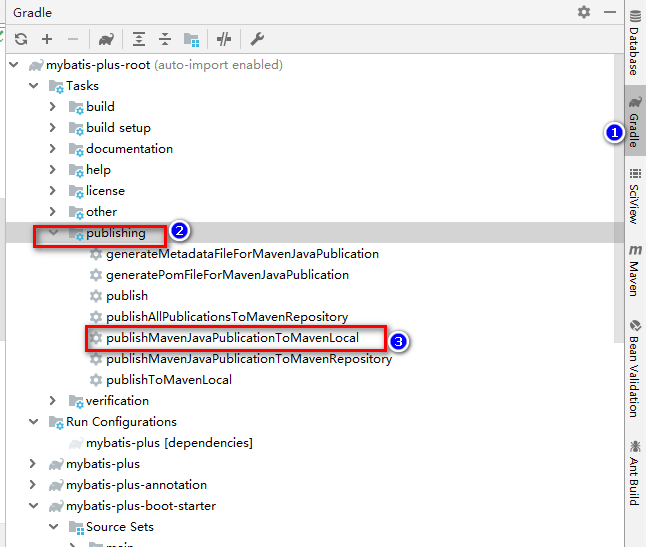 Gradle
mybatis-plus-root (auto-import enabled)
Tasks
build
build setup
documentation
help
license
other
publishing
2
generateMetadataFileForMavenJavaPublication
generatePomFileForMavenJavaPublication
publish
publishAllPublicationsToMavenRepository
publishMavenJavaPublicationToMavenLocal
3
publishMavenJavaPublicationToMavenRepository
publishToMavenLocal
verification
Run Configurations
mybatis-plus [dependencies]
mybatis-plus
mybatis-plus-annotation
mybatis-plus-boot-starter
Source Sets
main
Database
1
Gradle
SciView
m
Maven
Bean Validation
Ant Build